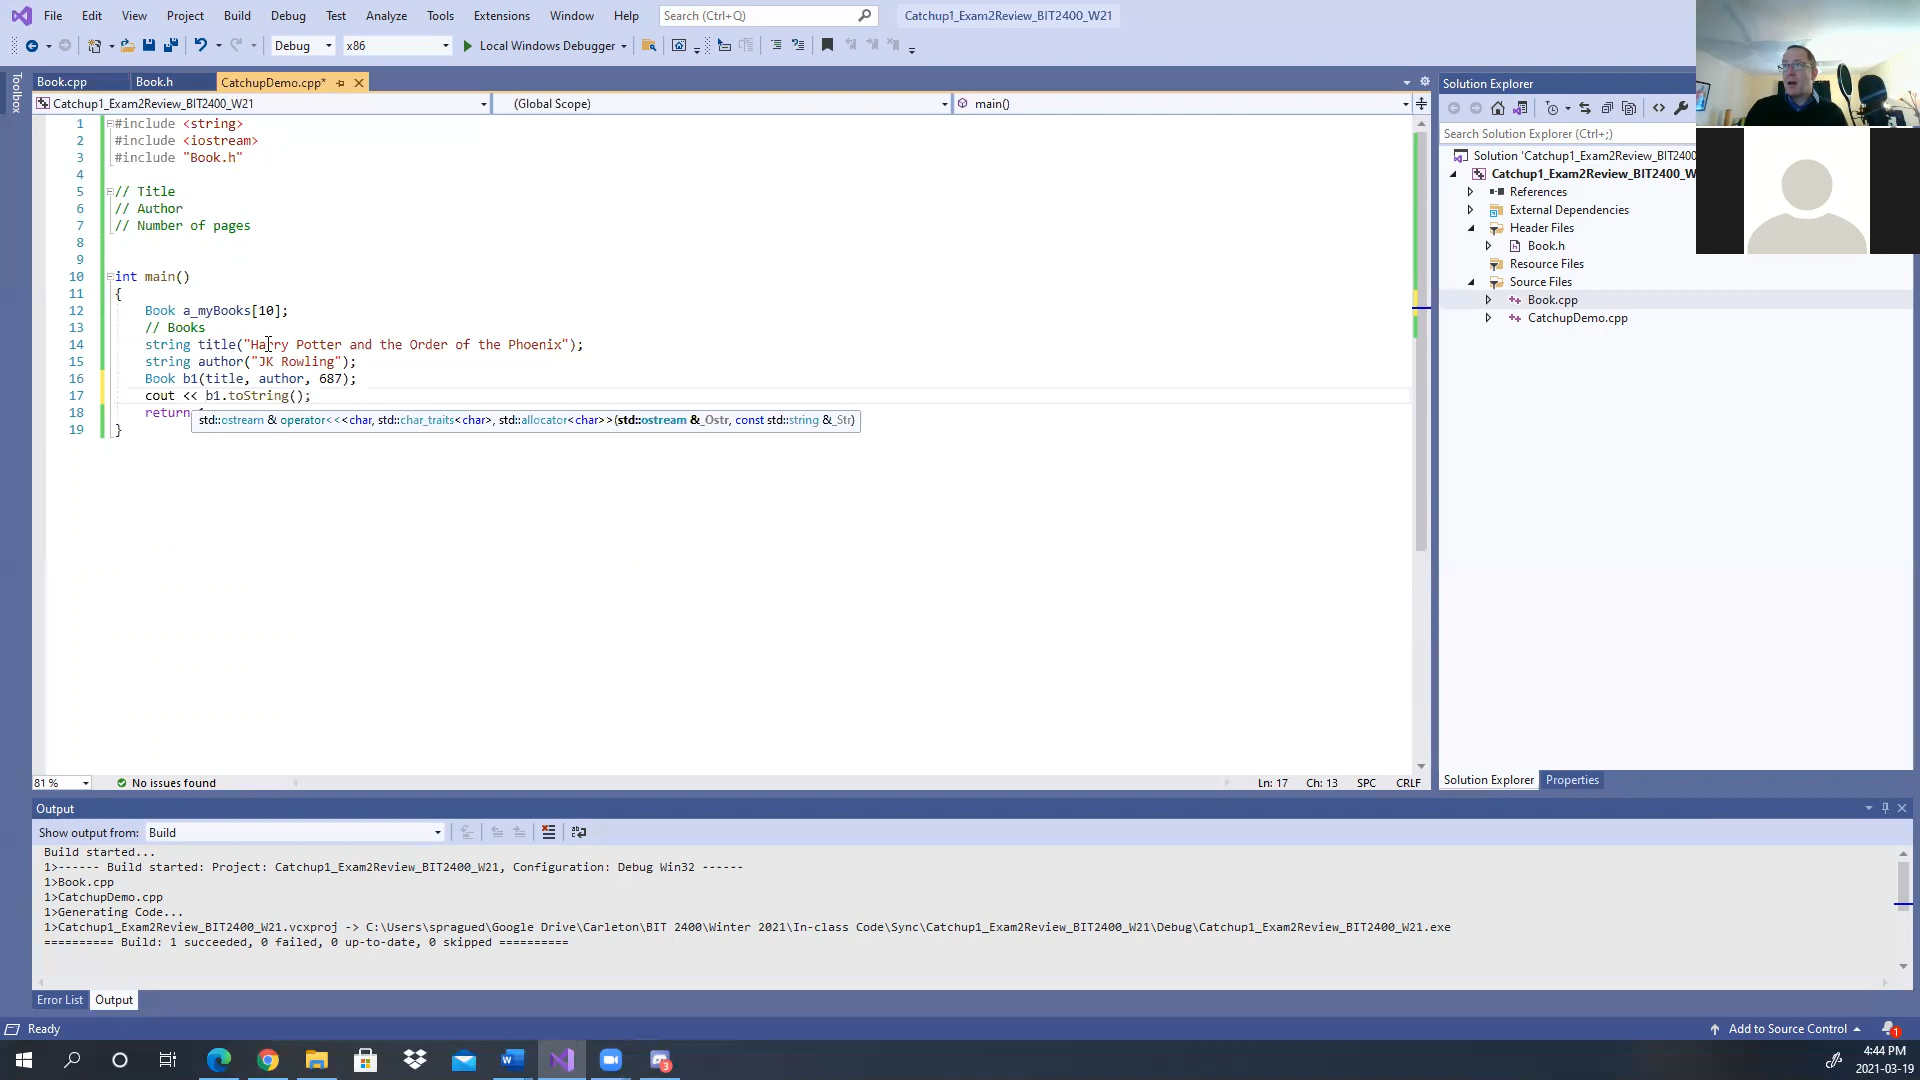 File Edit View Project Build Debug Test Analyze Tools Extensions Window Help Search (Ctrl+Q) Catchup1_Exam2Review_BIT2400_W21
Debug x86 Local Windows Debugger
Toolbox
Book.cpp Book.h CatchupDemo.cpp*
Catchup1_Exam2Review_BIT2400_W21 (Global Scope) main()
1 #include <string>
2 #include <iostream>
3 #include "Book.h"
4
5 // Title
6 // Author
7 // Number of pages
8
9
10 int main()
11 {
12 Book a_myBooks[10];
13 // Books
14 string title("Harry Potter and the Order of the Phoenix");
15 string author("JK Rowling");
16 Book b1(title, author, 687);
17 cout << b1.toString();
18 return
std::ostream & operator<<<char, std::char_traits<char>, std::allocator<char>>(std::ostream &_Ostr, const std::string &_Str)
19 }
81 % No issues found Ln: 17 Ch: 13 SPC CRLF
Solution Explorer
Search Solution Explorer (Ctrl+;)
Solution 'Catchup1_Exam2Review_BIT2400
Catchup1_Exam2Review_BIT2400_W
References
External Dependencies
Header Files
Book.h
Resource Files
Source Files
Book.cpp
CatchupDemo.cpp
Solution Explorer Properties
Output
Show output from: Build
Build started...
1>------ Build started: Project: Catchup1_Exam2Review_BIT2400_W21, Configuration: Debug Win32 ------
1>Book.cpp
1>CatchupDemo.cpp
1>Generating Code...
1>Catchup1_Exam2Review_BIT2400_W21.vcxproj -> C:\Users\spragued\Google Drive\Carleton\BIT 2400\Winter 2021\In-class Code\Sync\Catchup1_Exam2Review_BIT2400_W21\Debug\Catchup1_Exam2Review_BIT2400_W21.exe
========== Build: 1 succeeded, 0 failed, 0 up-to-date, 0 skipped ==========
Error List Output
Ready Add to Source Control 1
3
4:44 PM
2021-03-19